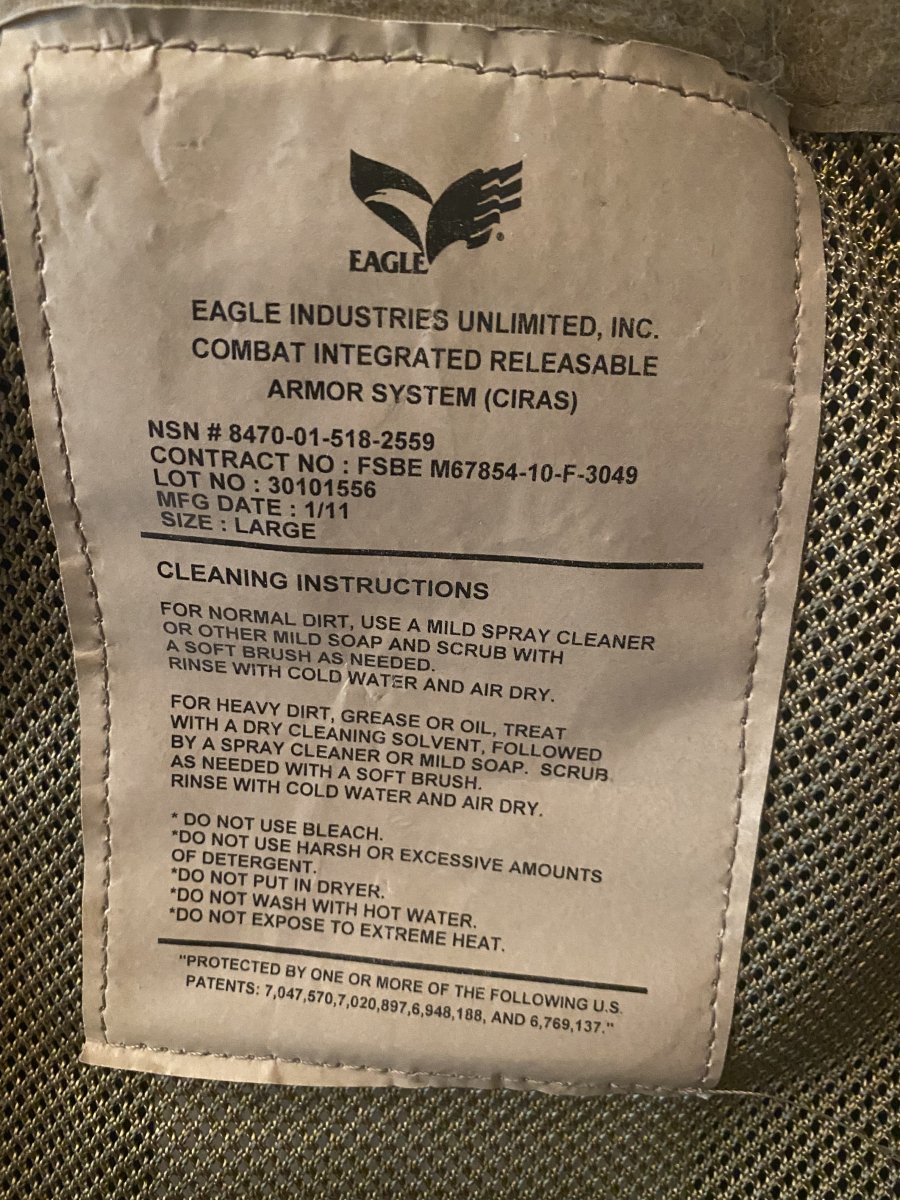 EAGLE
EAGLE INDUSTRIES UNLIMITED, INC.
COMBAT INTEGRATED RELEASABLE
ARMOR SYSTEM (CIRAS)
NSN # 8470-01-518-2559
CONTRACT NO : FSBE M67854-10-F-3049
LOT NO : 30101556
MFG DATE : 1/11
SIZE : LARGE
CLEANING INSTRUCTIONS
FOR NORMAL DIRT, USE A MILD SPRAY CLEANER
OR OTHER MILD SOAP AND SCRUB WITH
A SOFT BRUSH AS NEEDED.
RINSE WITH COLD WATER AND AIR DRY.
FOR HEAVY DIRT, GREASE OR OIL, TREAT
WITH A DRY CLEANING SOLVENT, FOLLOWED
BY A SPRAY CLEANER OR MILD SOAP. SCRUB
AS NEEDED WITH A SOFT BRUSH.
RINSE WITH COLD WATER AND AIR DRY.
* DO NOT USE BLEACH.
*DO NOT USE HARSH OR EXCESSIVE AMOUNTS
OF DETERGENT.
*DO NOT PUT IN DRYER.
*DO NOT WASH WITH HOT WATER.
*DO NOT EXPOSE TO EXTREME HEAT.
"PROTECTED BY ONE OR MORE OF THE FOLLOWING U.S.
PATENTS: 7,047,570,7,020,897,6,948,188, AND 6,769,137."